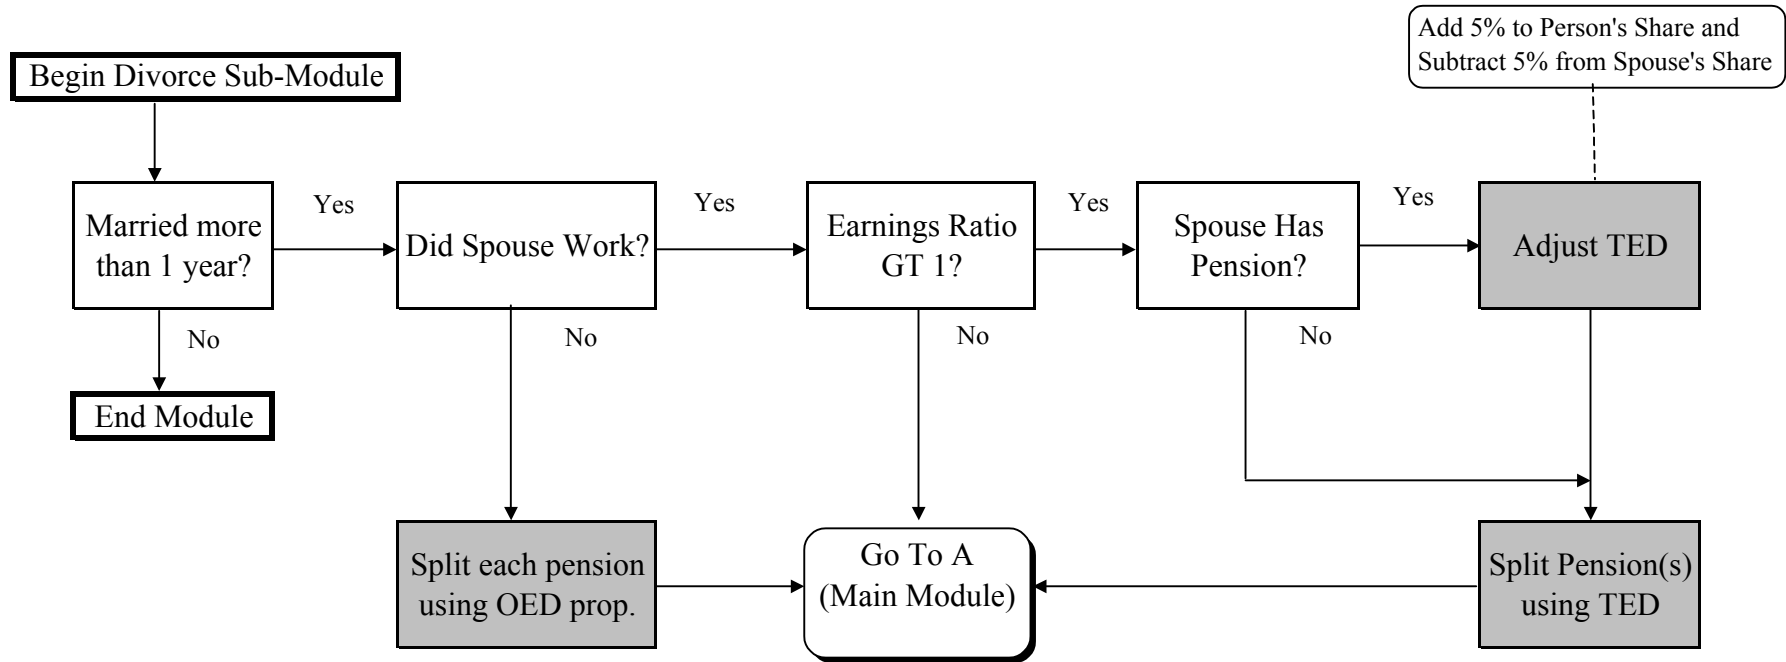 Add 5% to Person's Share and
Subtract 5% from Spouse's Share
Begin Divorce Sub-Module
Married more
than 1 year?
Yes
Did Spouse Work?
Yes
Earnings Ratio
GT 1?
Yes
Spouse Has
Pension?
Yes
Adjust TED
No
No
No
No
End Module
Split each pension
using OED prop.
Go To A
(Main Module)
Split Pension(s)
using TED